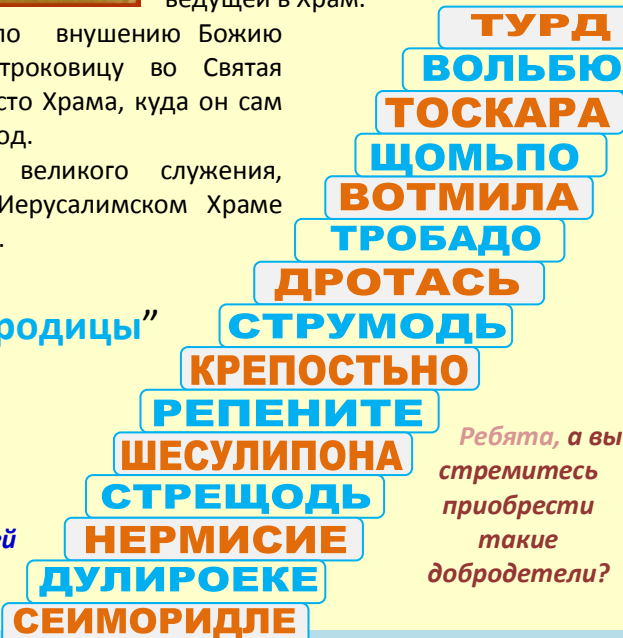 ведущей в Храм.
по внушению Божию
троковицу во Святая
сто Храма, куда он сам
од.
великого служения,
Иерусалимском Храме
родицы”
ей
ТУРД
ВОЛЬБЮ
ТОСКАРА
ЩОМЬПО
ВОТМИЛА
ТРОБАДО
ДРОТАСЬ
СТРУМОДЬ
КРЕПОСТЬНО
РЕПЕНИТЕ
ШЕСУЛИПОНА
СТРЕЩОДЬ
НЕРМИСИЕ
ДУЛИРОЕКЕ
СЕИМОРИДЛЕ
Ребята, а вы
стремитесь
приобрести
такие
добродетели?